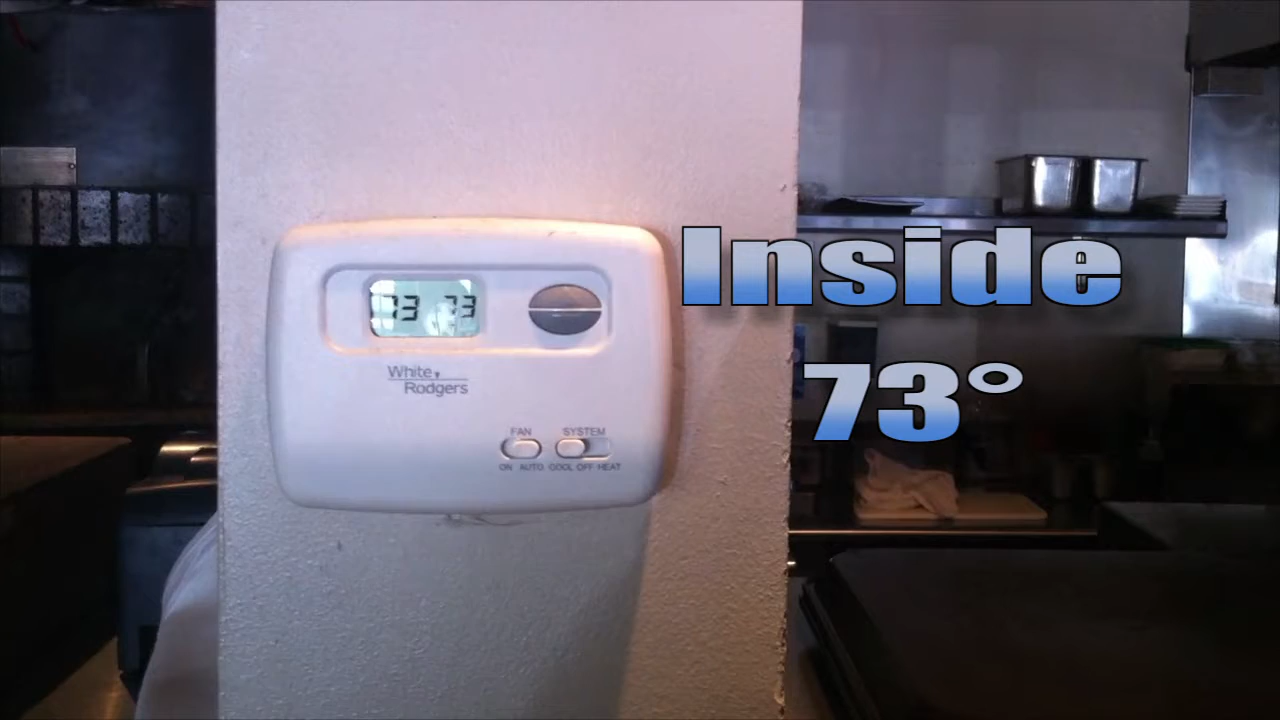 Inside
73°
73 73
White
Rodgers
FAN SYSTEM
ON AUTO COOL OFF HEAT